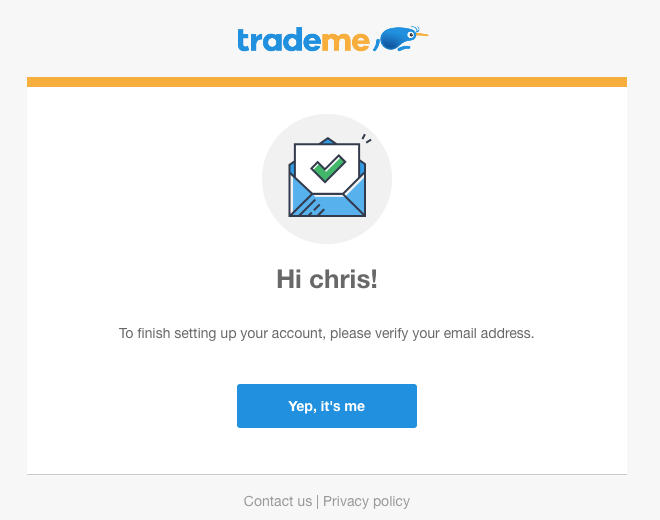 trademe
Hi chris!
To finish setting up your account, please verify your email address.
Yep, it's me
Contact us | Privacy policy